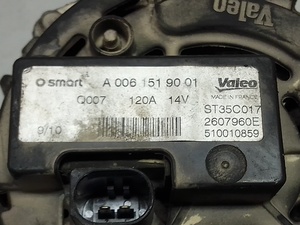 Valeo
smart A 006 151 90 01 Valeo
MADE IN FRANCE
Q007 120A 14V ST35C017
9/10 2607960E
510010859